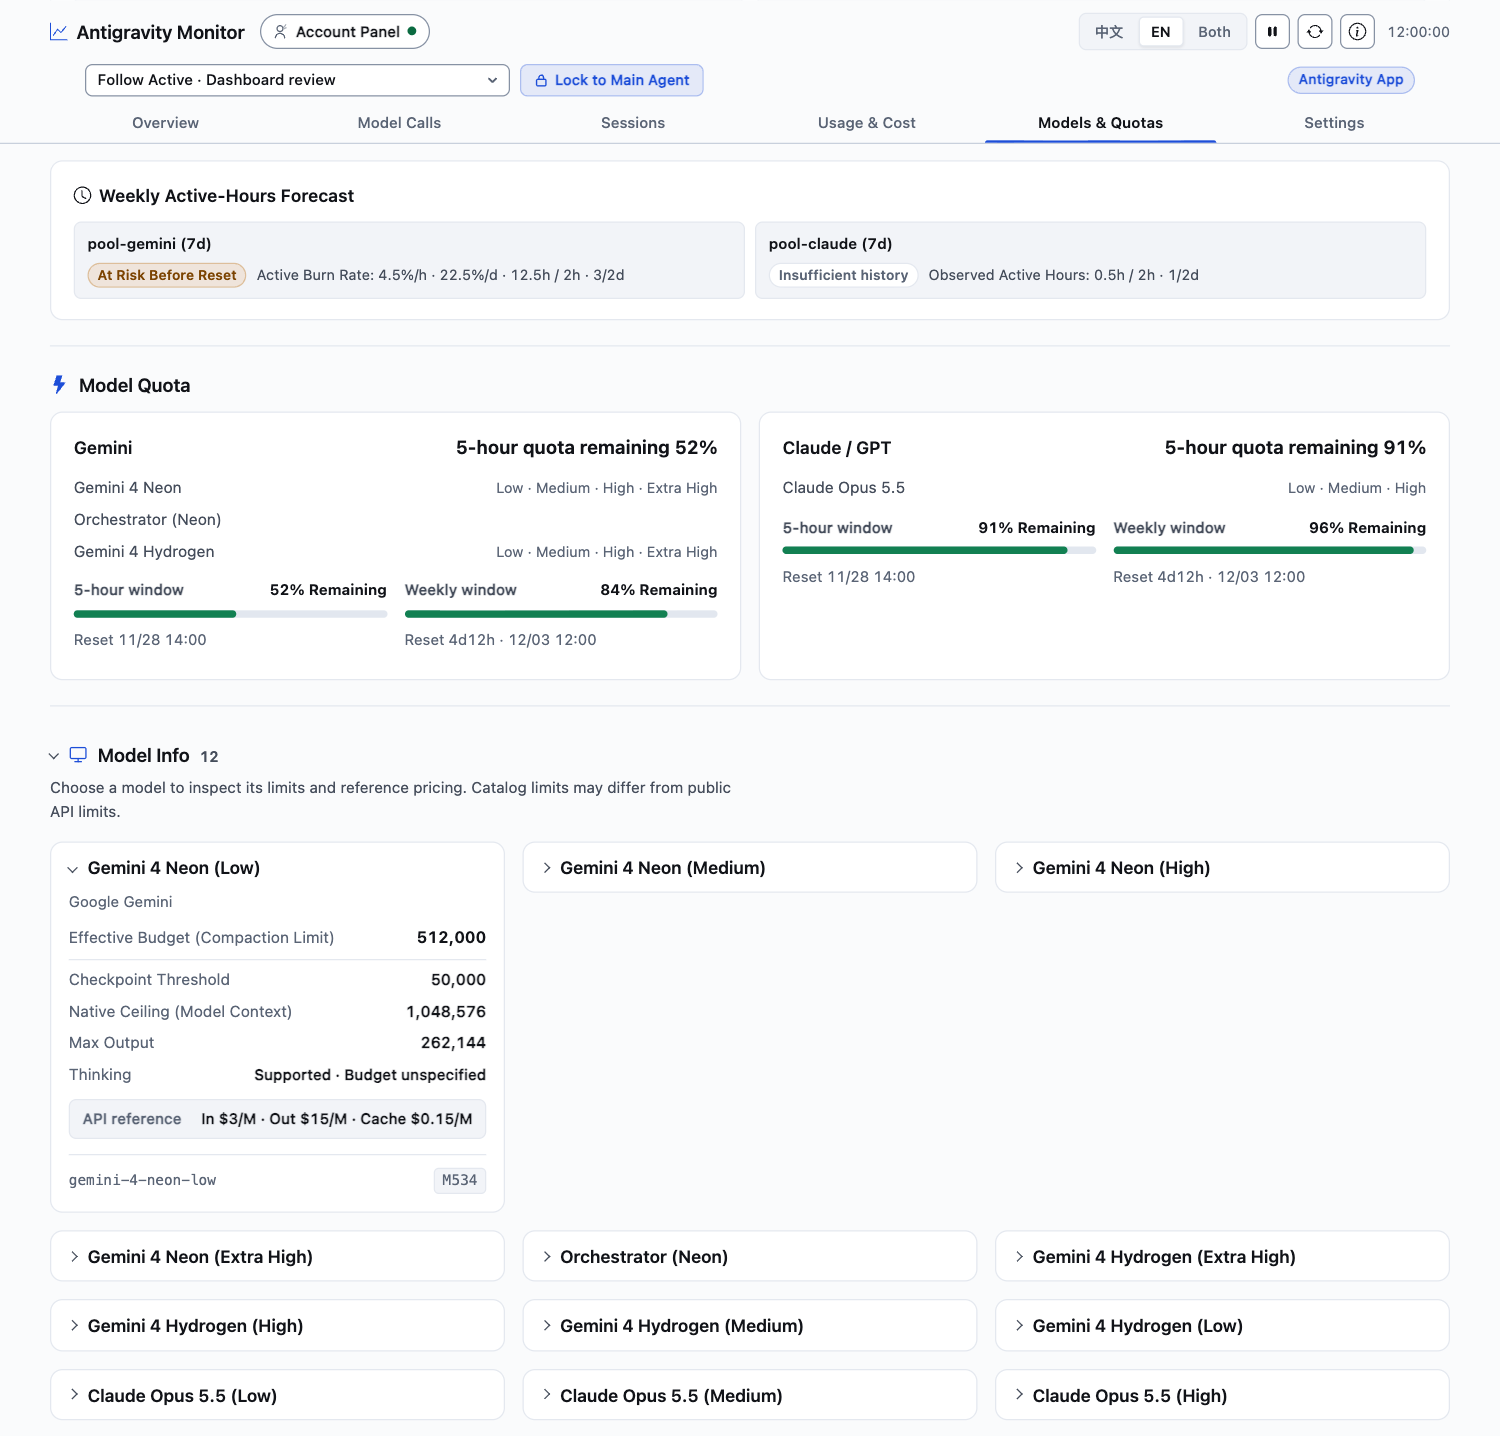 Antigravity Monitor
Account Panel
中文 EN Both
12:00:00
Follow Active · Dashboard review
Lock to Main Agent
Antigravity App
Overview
Model Calls
Sessions
Usage & Cost
Models & Quotas
Settings
Weekly Active-Hours Forecast
pool-gemini (7d)
At Risk Before Reset Active Burn Rate: 4.5%/h · 22.5%/d · 12.5h / 2h · 3/2d
pool-claude (7d)
Insufficient history Observed Active Hours: 0.5h / 2h · 1/2d
Model Quota
Gemini 5-hour quota remaining 52%
Gemini 4 Neon Low · Medium · High · Extra High
Orchestrator (Neon)
Gemini 4 Hydrogen Low · Medium · High · Extra High
5-hour window 52% Remaining
Reset 11/28 14:00
Weekly window 84% Remaining
Reset 4d12h · 12/03 12:00
Claude / GPT 5-hour quota remaining 91%
Claude Opus 5.5 Low · Medium · High
5-hour window 91% Remaining
Reset 11/28 14:00
Weekly window 96% Remaining
Reset 4d12h · 12/03 12:00
Model Info 12
Choose a model to inspect its limits and reference pricing. Catalog limits may differ from public
API limits.
Gemini 4 Neon (Low)
Google Gemini
Effective Budget (Compaction Limit) 512,000
Checkpoint Threshold 50,000
Native Ceiling (Model Context) 1,048,576
Max Output 262,144
Thinking Supported · Budget unspecified
API reference In $3/M · Out $15/M · Cache $0.15/M
gemini-4-neon-low M534
Gemini 4 Neon (Medium)
Gemini 4 Neon (High)
Gemini 4 Neon (Extra High)
Orchestrator (Neon)
Gemini 4 Hydrogen (Extra High)
Gemini 4 Hydrogen (High)
Gemini 4 Hydrogen (Medium)
Gemini 4 Hydrogen (Low)
Claude Opus 5.5 (Low)
Claude Opus 5.5 (Medium)
Claude Opus 5.5 (High)